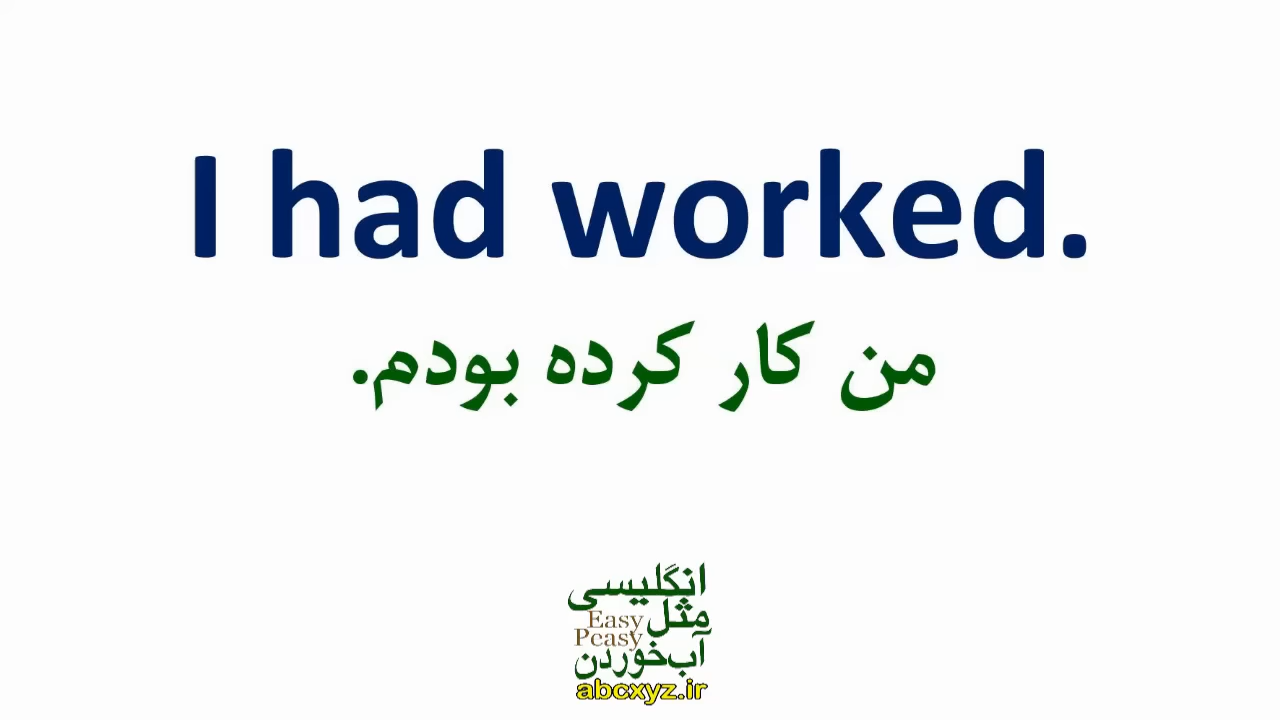 I had worked.
من کار کرده بودم.
انگلیسی
مثل
Easy
Peasy
آب‌خوردن
abcxyz.ir